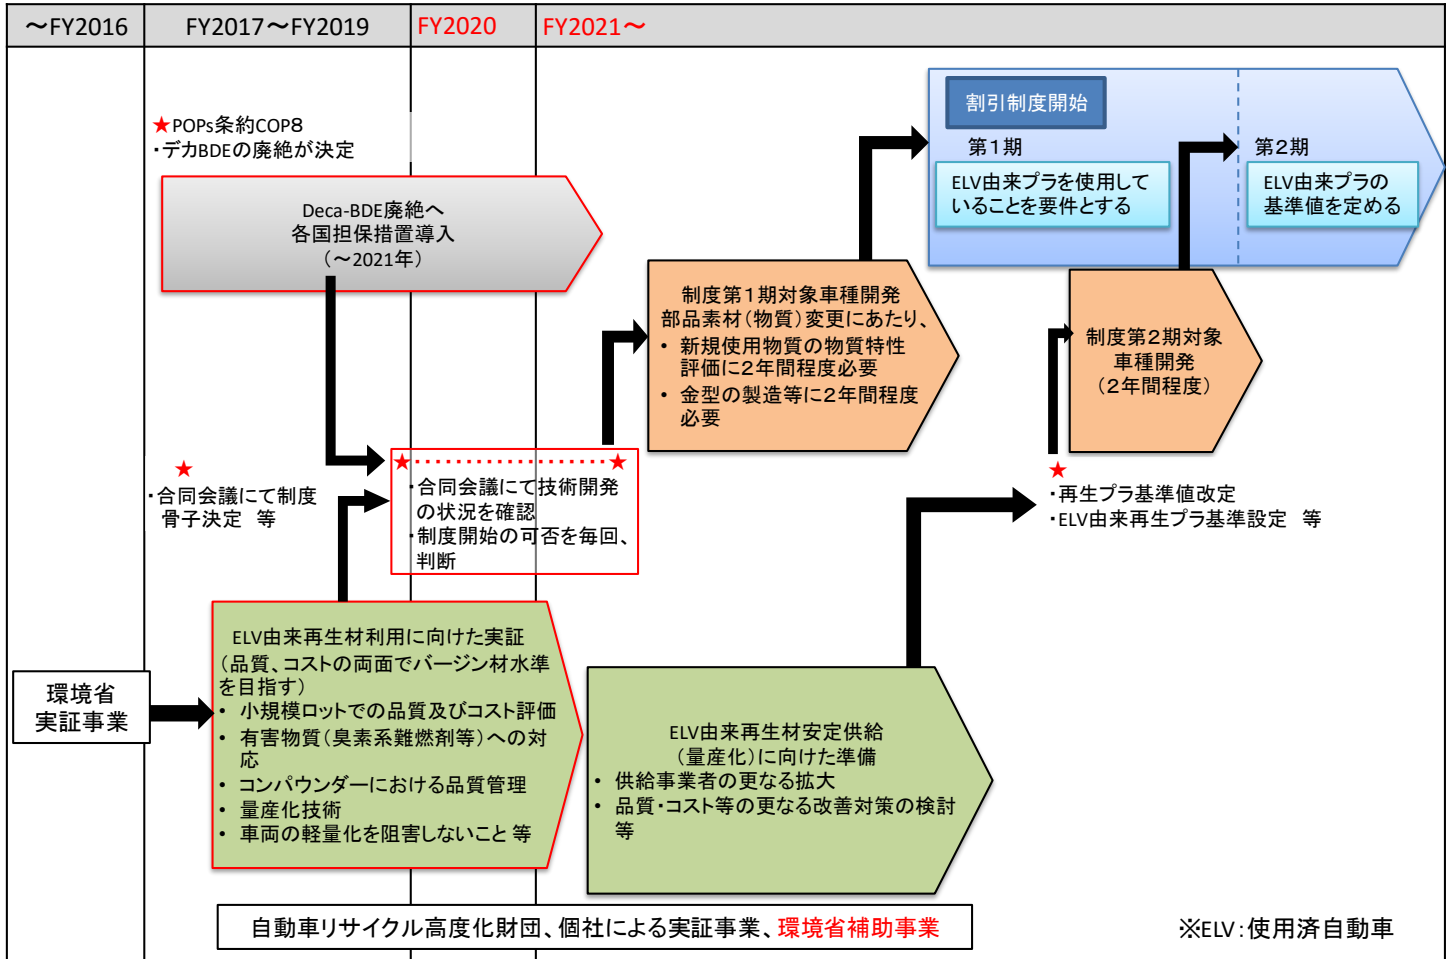 ～FY2016
FY2017～FY2019
FY2020
FY2021～
★POPs条約COP8
・デカBDEの廃絶が決定
Deca-BDE廃絶へ
各国担保措置導入
（～2021年）
割引制度開始
第1期
ELV由来プラを使用して
いることを要件とする
第2期
ELV由来プラの
基準値を定める
制度第1期対象車種開発
部品素材（物質）変更にあたり、
• 新規使用物質の物質特性
評価に2年間程度必要
• 金型の製造等に2年間程度
必要
制度第2期対象
車種開発
（2年間程度）
★
・合同会議にて制度
骨子決定 等
★・・・・・・・・・・・・・・・・・・★
・合同会議にて技術開発
の状況を確認
・制度開始の可否を毎回、
判断
★
・再生プラ基準値改定
・ELV由来再生プラ基準設定 等
環境省
実証事業
ELV由来再生材利用に向けた実証
（品質、コストの両面でバージン材水準
を目指す）
• 小規模ロットでの品質及びコスト評価
• 有害物質（臭素系難燃剤等）への対
応
• コンパウンダーにおける品質管理
• 量産化技術
• 車両の軽量化を阻害しないこと 等
ELV由来再生材安定供給
（量産化）に向けた準備
• 供給事業者の更なる拡大
• 品質・コスト等の更なる改善対策の検討
等
自動車リサイクル高度化財団、個社による実証事業、環境省補助事業
※ELV：使用済自動車